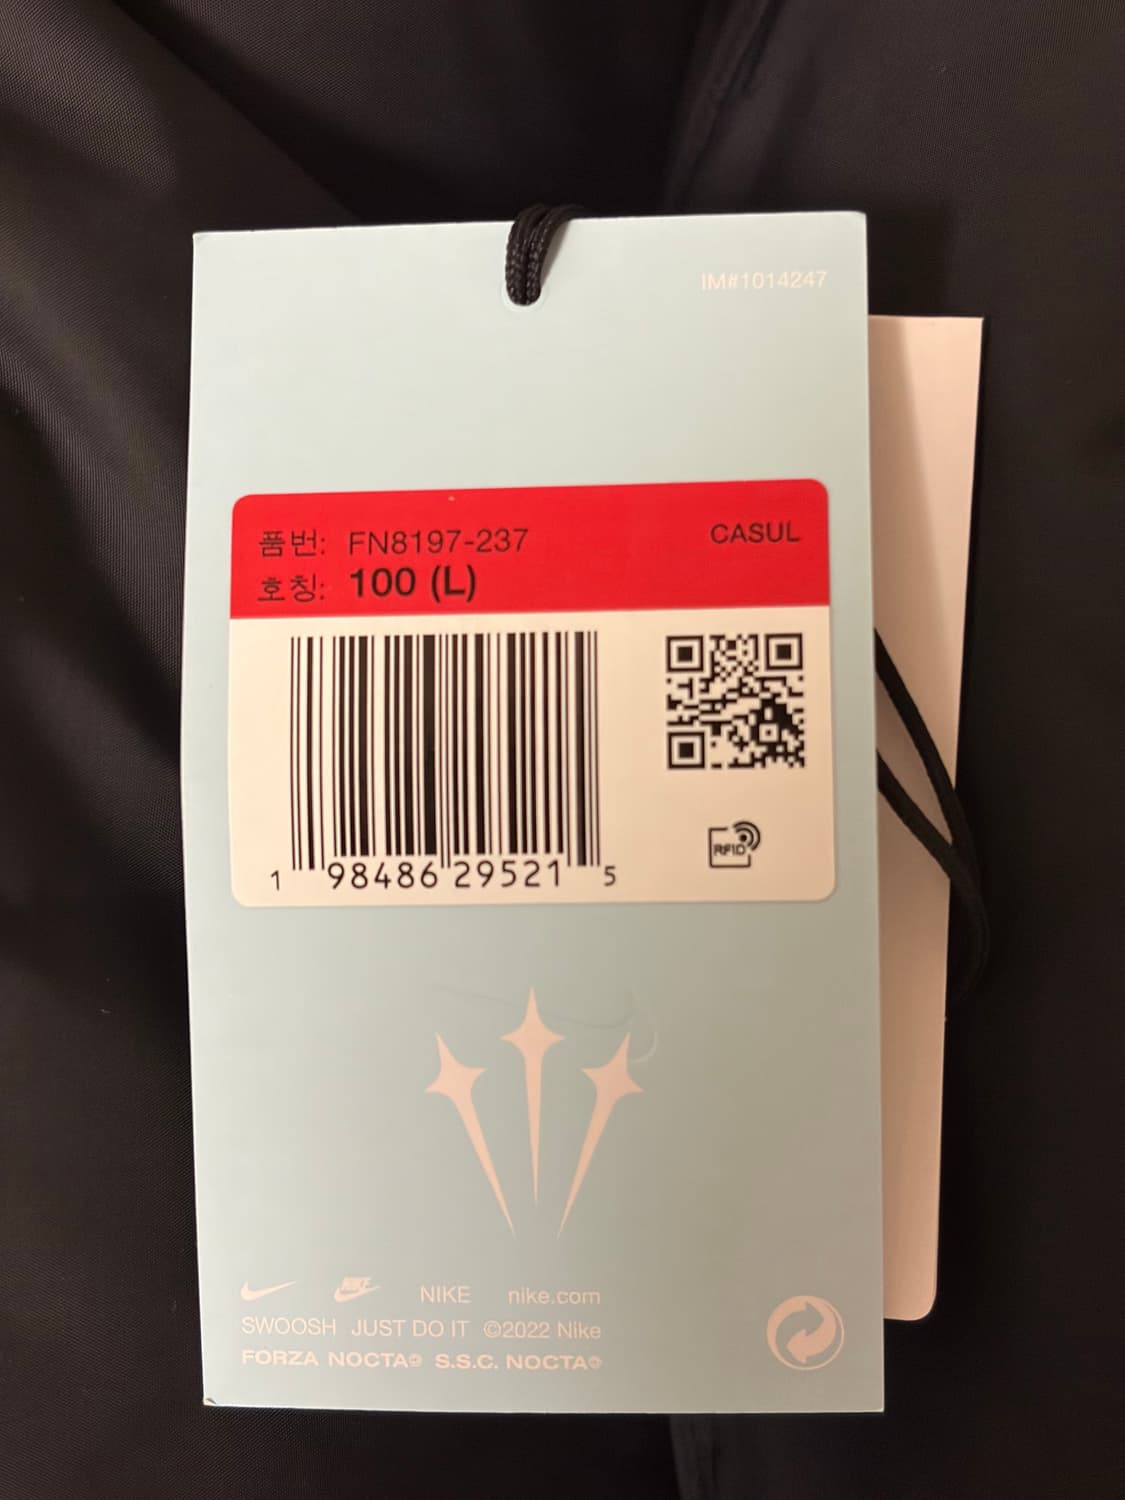 IM#1014247
품번: FN8197-237 CASUL
호칭: 100 (L)
1 98486 29521 5
RFID
NIKE NIKE nike.com
SWOOSH JUST DO IT ©2022 Nike
FORZA NOCTA® S.S.C. NOCTA®